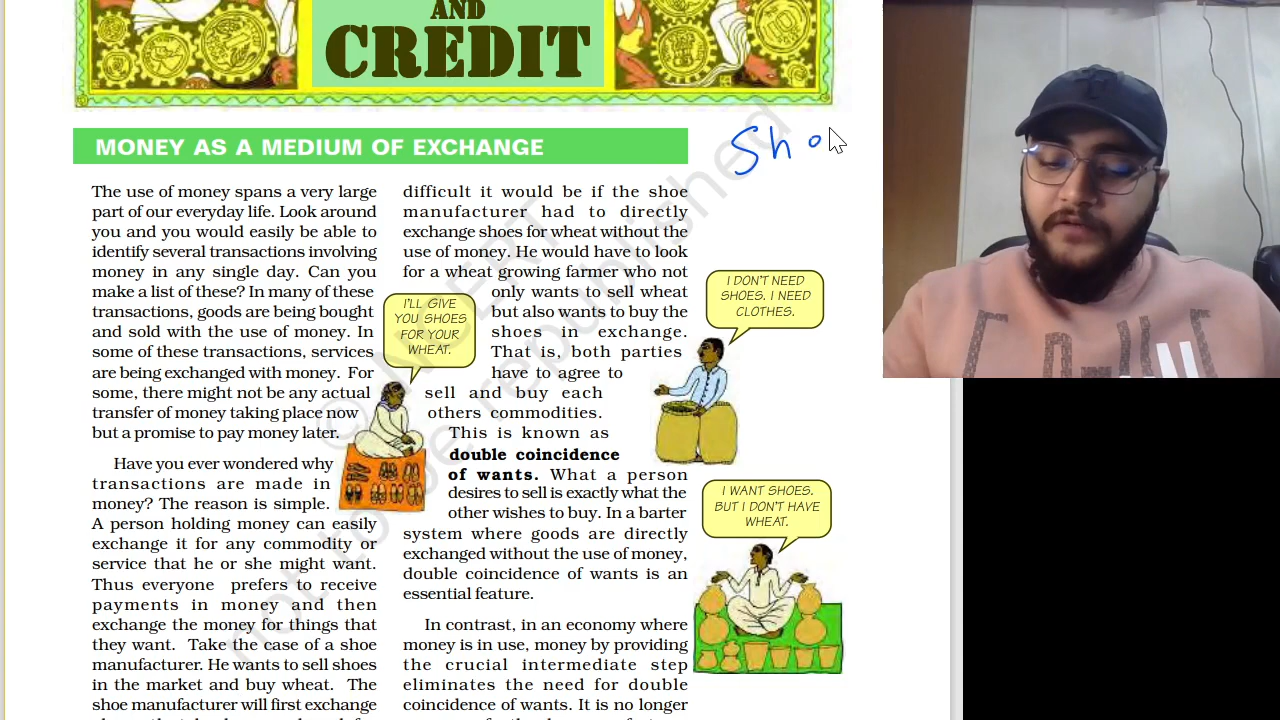 AND
CREDIT
MONEY AS A MEDIUM OF EXCHANGE
Sho
The use of money spans a very large
part of our everyday life. Look around
you and you would easily be able to
identify several transactions involving
money in any single day. Can you
make a list of these? In many of these
transactions, goods are being bought
and sold with the use of money. In
some of these transactions, services
are being exchanged with money. For
some, there might not be any actual
transfer of money taking place now
but a promise to pay money later.
Have you ever wondered why
transactions are made in
money? The reason is simple.
A person holding money can easily
exchange it for any commodity or
service that he or she might want.
Thus everyone prefers to receive
payments in money and then
exchange the money for things that
they want. Take the case of a shoe
manufacturer. He wants to sell shoes
in the market and buy wheat. The
shoe manufacturer will first exchange
I'LL GIVE
YOU SHOES
FOR YOUR
WHEAT.
difficult it would be if the shoe
manufacturer had to directly
exchange shoes for wheat without the
use of money. He would have to look
for a wheat growing farmer who not
only wants to sell wheat
but also wants to buy the
shoes in exchange.
That is, both parties
have to agree to
sell and buy each
others commodities.
This is known as
double coincidence
of wants. What a person
desires to sell is exactly what the
other wishes to buy. In a barter
system where goods are directly
exchanged without the use of money,
double coincidence of wants is an
essential feature.
In contrast, in an economy where
money is in use, money by providing
the crucial intermediate step
eliminates the need for double
coincidence of wants. It is no longer
I DON'T NEED
SHOES. I NEED
CLOTHES.
I WANT SHOES.
BUT I DON'T HAVE
WHEAT.
not to be republished